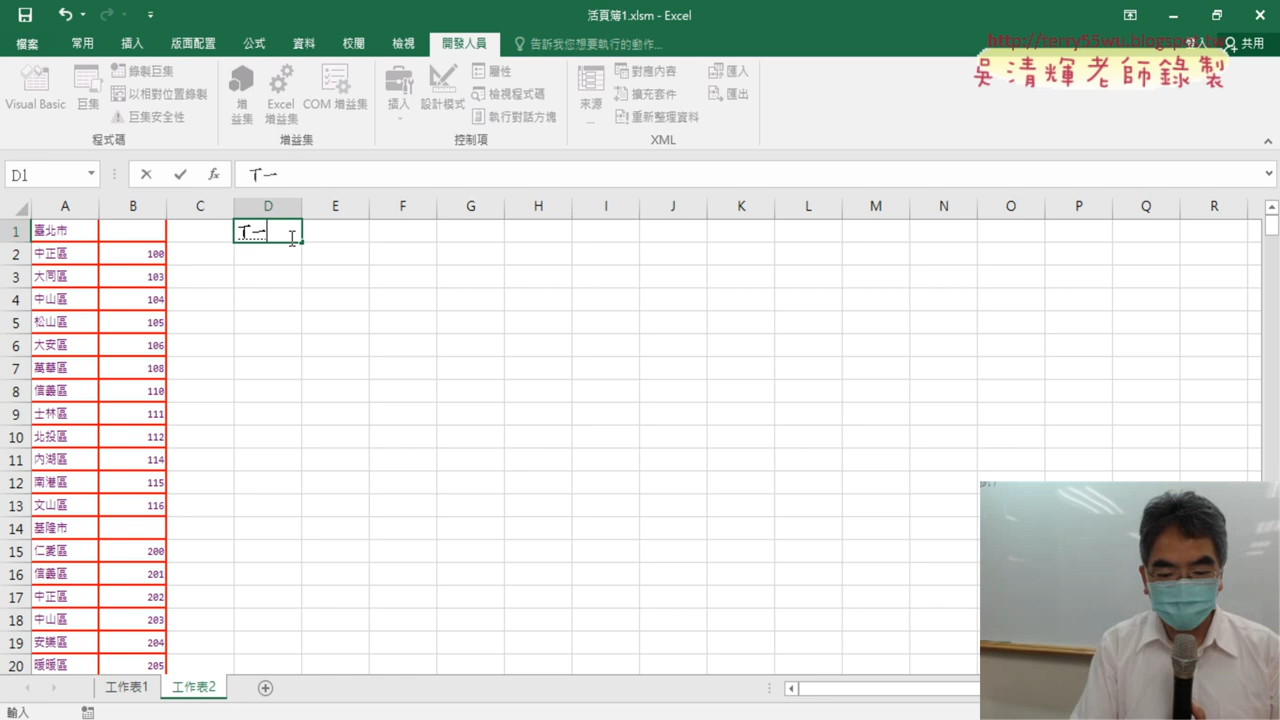 活頁簿1.xlsm - Excel
檔案 常用 插入 版面配置 公式 資料 校閱 檢視 開發人員 告訴我您想要執行的動作... 登入 共用
http://terry55wu.blogspot.tw
吳清輝老師錄製
Visual Basic 巨集 錄製巨集 以相對位置錄製 巨集安全性
程式碼
增益集 Excel 增益集 COM 增益集
增益集
插入 設計模式 屬性 檢視程式碼 執行對話方塊
控制項
來源... 對應內容 擴充套件 重新整理資料 匯入 匯出
XML
D1 fx ㄒㄧ
A B C D E F G H I J K L M N O P Q R
1 臺北市 ㄒㄧ
2 中正區 100
3 大同區 103
4 中山區 104
5 松山區 105
6 大安區 106
7 萬華區 108
8 信義區 110
9 士林區 111
10 北投區 112
11 內湖區 114
12 南港區 115
13 文山區 116
14 基隆市
15 仁愛區 200
16 信義區 201
17 中正區 202
18 中山區 203
19 安樂區 204
20 暖暖區 205
工作表1 工作表2
輸入